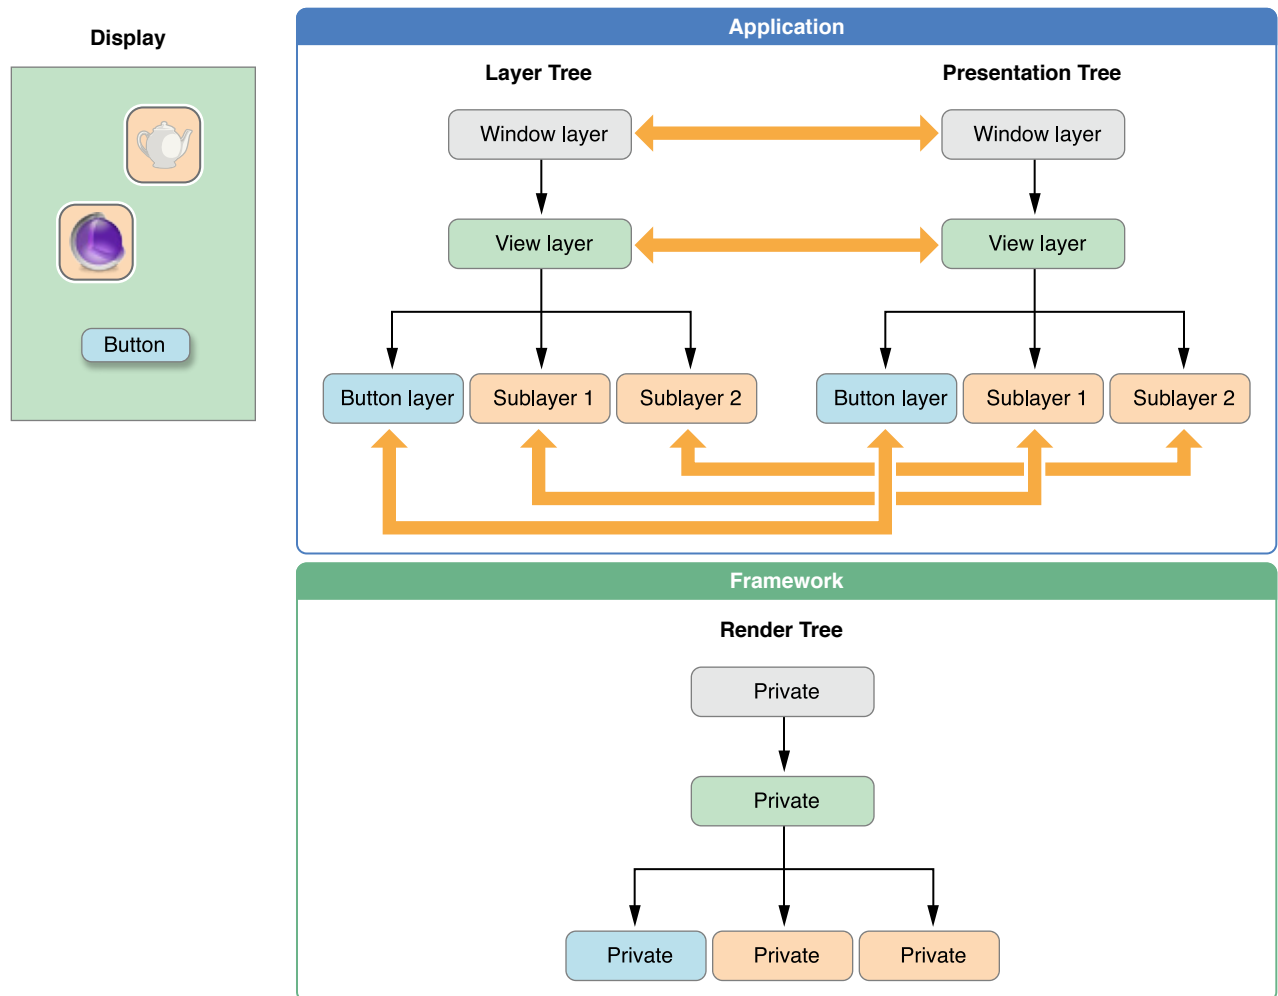 Display
Button
Application
Layer Tree
Presentation Tree
Window layer
Window layer
View layer
View layer
Button layer
Sublayer 1
Sublayer 2
Button layer
Sublayer 1
Sublayer 2
Framework
Render Tree
Private
Private
Private
Private
Private